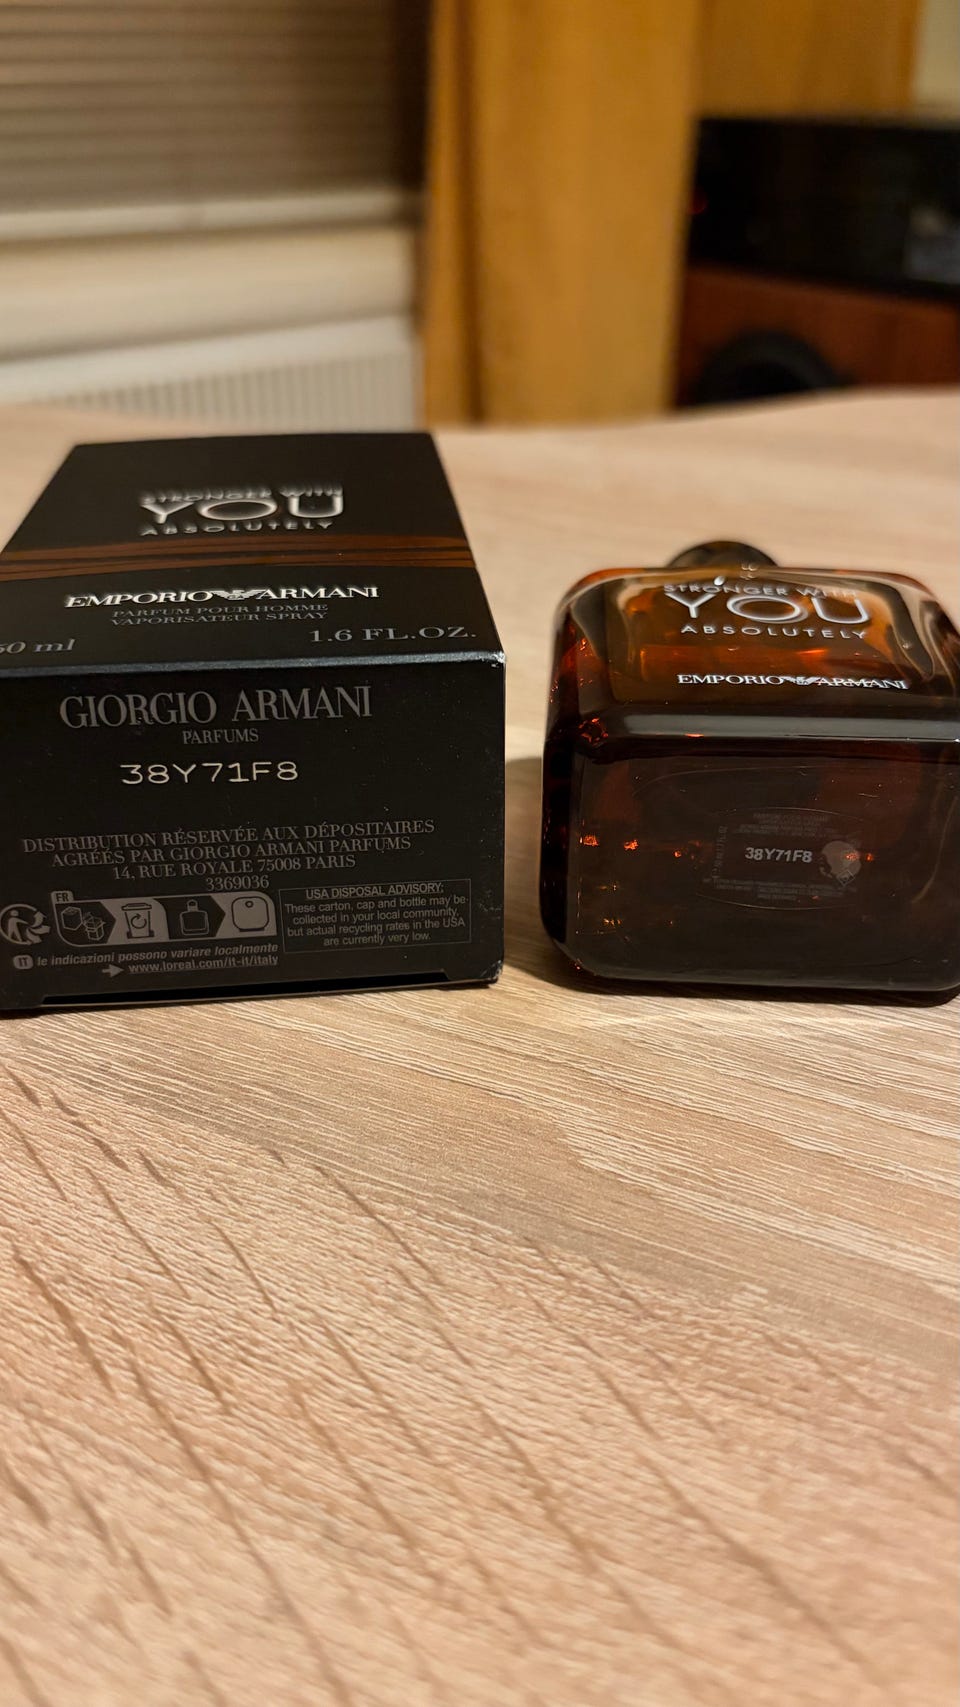 STRONGER WITH
YOU
ABSOLUTELY
EMPORIO ARMANI
PARFUM POUR HOMME
VAPORISATEUR SPRAY
50 ml 1.6 FL.OZ.
GIORGIO ARMANI
PARFUMS
38Y71F8
DISTRIBUTION RÉSERVÉE AUX DÉPOSITAIRES
AGRÉÉS PAR GIORGIO ARMANI PARFUMS
14, RUE ROYALE 75008 PARIS
3369036
FR
USA DISPOSAL ADVISORY:
These carton, cap and bottle may be
collected in your local community,
but actual recycling rates in the USA
are currently very low.
IT le indicazioni possono variare localmente
www.loreal.com/it-it/italy
STRONGER WITH
YOU
ABSOLUTELY
EMPORIO ARMANI
38Y71F8